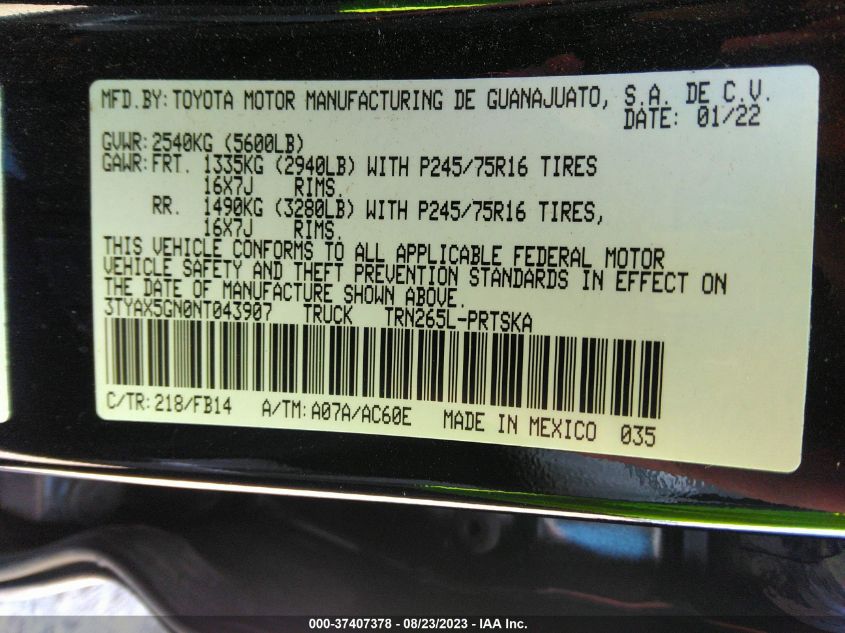 MFD.BY: TOYOTA MOTOR MANUFACTURING DE GUANAJUATO, S.A. DE C.V.
DATE: 01/22
GVWR: 2540KG (5600LB)
GAWR: FRT. 1335KG (2940LB) WITH P245/75R16 TIRES
16X7J RIMS.
RR. 1490KG (3280LB) WITH P245/75R16 TIRES,
16X7J RIMS.
THIS VEHICLE CONFORMS TO ALL APPLICABLE FEDERAL MOTOR
VEHICLE SAFETY AND THEFT PREVENTION STANDARDS IN EFFECT ON
THE DATE OF MANUFACTURE SHOWN ABOVE.
3TYAX5GN0NT043907 TRUCK TRN265L-PRTSKA
C/TR: 218/FB14 A/TM: A07A/AC60E MADE IN MEXICO 035
000-37407378 - 08/23/2023 - IAA Inc.